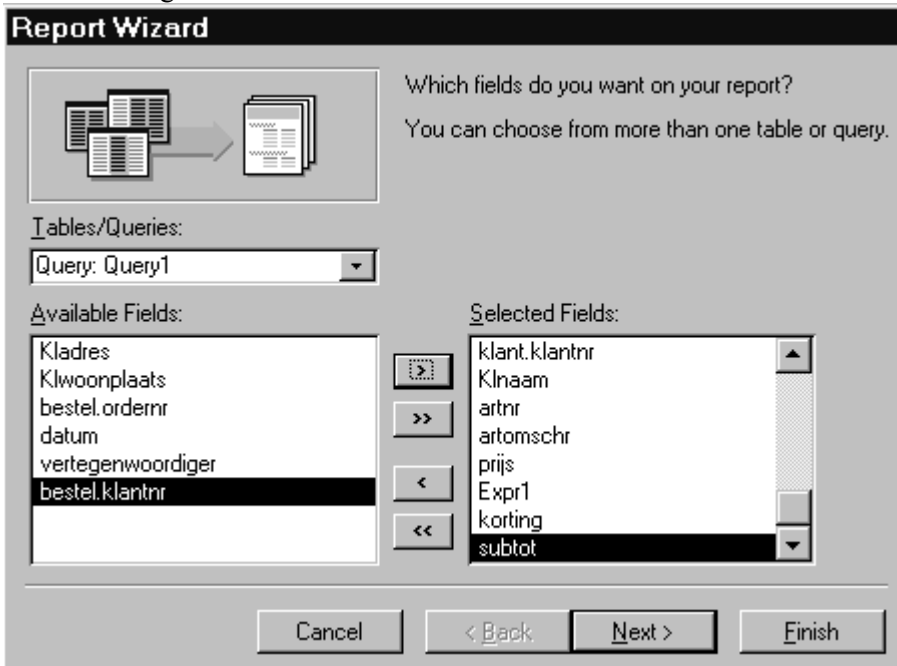 Report Wizard
Which fields do you want on your report?
You can choose from more than one table or query.
Tables/Queries:
Query: Query1
Available Fields:
Kladres
Klwoonplaats
bestel.ordernr
datum
vertegenwoordiger
bestel.klantnr
>
>>
<
<<
Selected Fields:
klant.klantnr
Klnaam
artnr
artomschr
prijs
Expr1
korting
subtot
Cancel
< Back
Next >
Finish